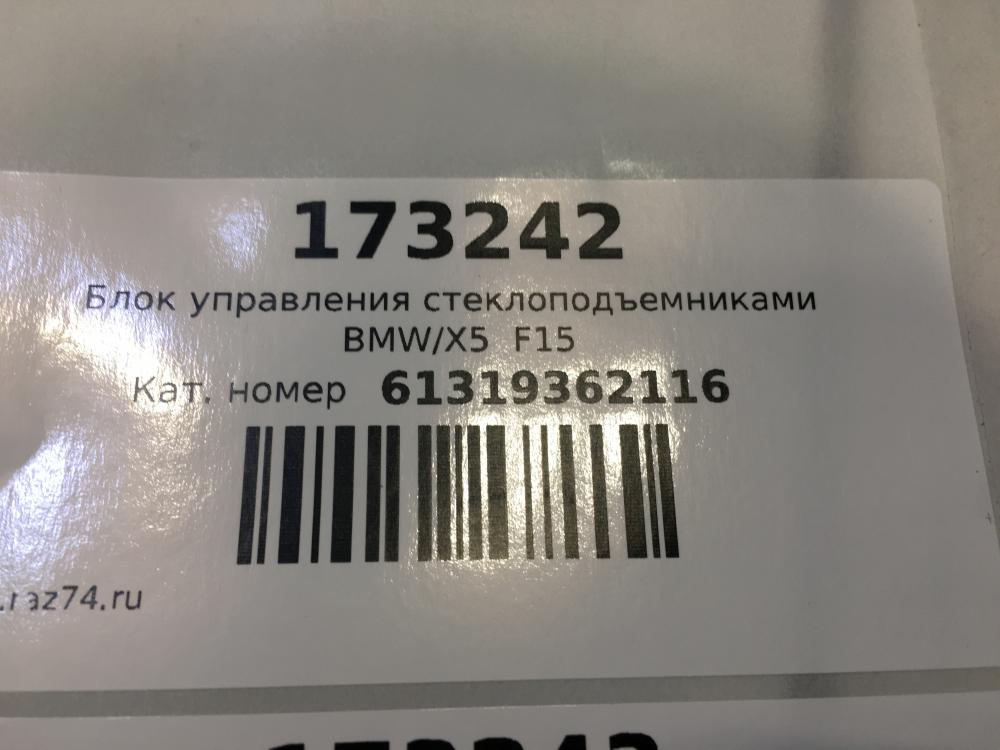 173242
Блок управления стеклоподъемниками
BMW/X5 F15
Кат. номер 61319362116